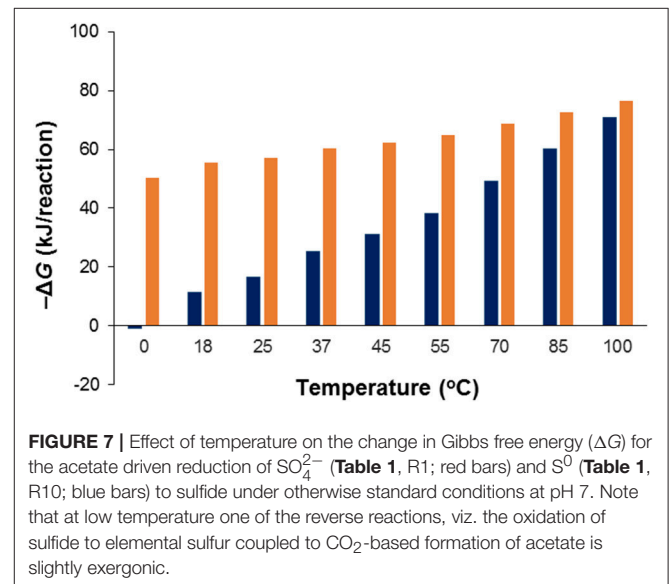 100
80
60
40
20
0
-20
−ΔG (kJ/reaction)
0 18 25 37 45 55 70 85 100
Temperature (°C)
FIGURE 7 | Effect of temperature on the change in Gibbs free energy (ΔG) for
the acetate driven reduction of SO₄²⁻ (Table 1, R1; red bars) and S⁰ (Table 1,
R10; blue bars) to sulfide under otherwise standard conditions at pH 7. Note
that at low temperature one of the reverse reactions, viz. the oxidation of
sulfide to elemental sulfur coupled to CO₂-based formation of acetate is
slightly exergonic.